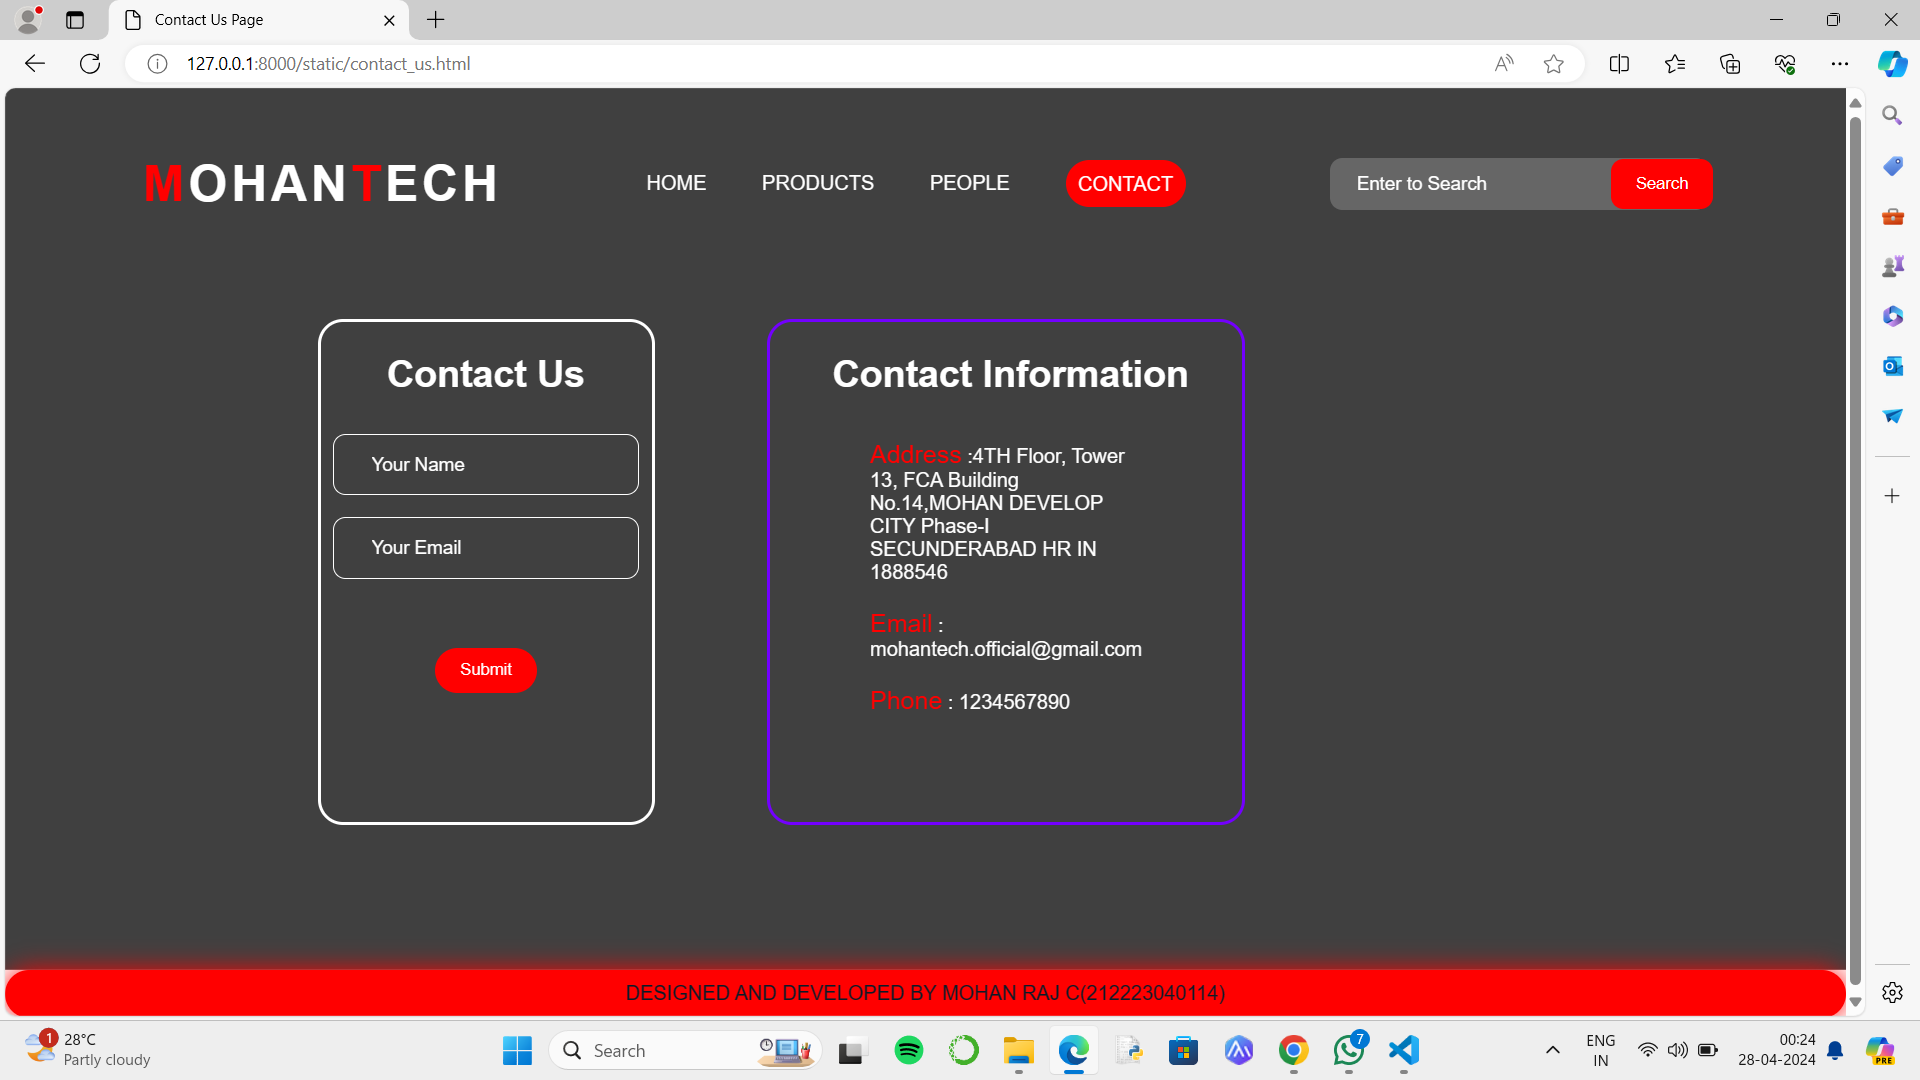 Contact Us Page
127.0.0.1:8000/static/contact_us.html
MOHANTECH
HOME
PRODUCTS
PEOPLE
CONTACT
Enter to Search
Search
Contact Us
Your Name
Your Email
Submit
Contact Information
Address :4TH Floor, Tower
13, FCA Building
No.14,MOHAN DEVELOP
CITY Phase-I
SECUNDERABAD HR IN
1888546
Email :
mohantech.official@gmail.com
Phone : 1234567890
DESIGNED AND DEVELOPED BY MOHAN RAJ C(212223040114)
1
28°C
Partly cloudy
Search
7
ENG
IN
00:24
28-04-2024
PRE